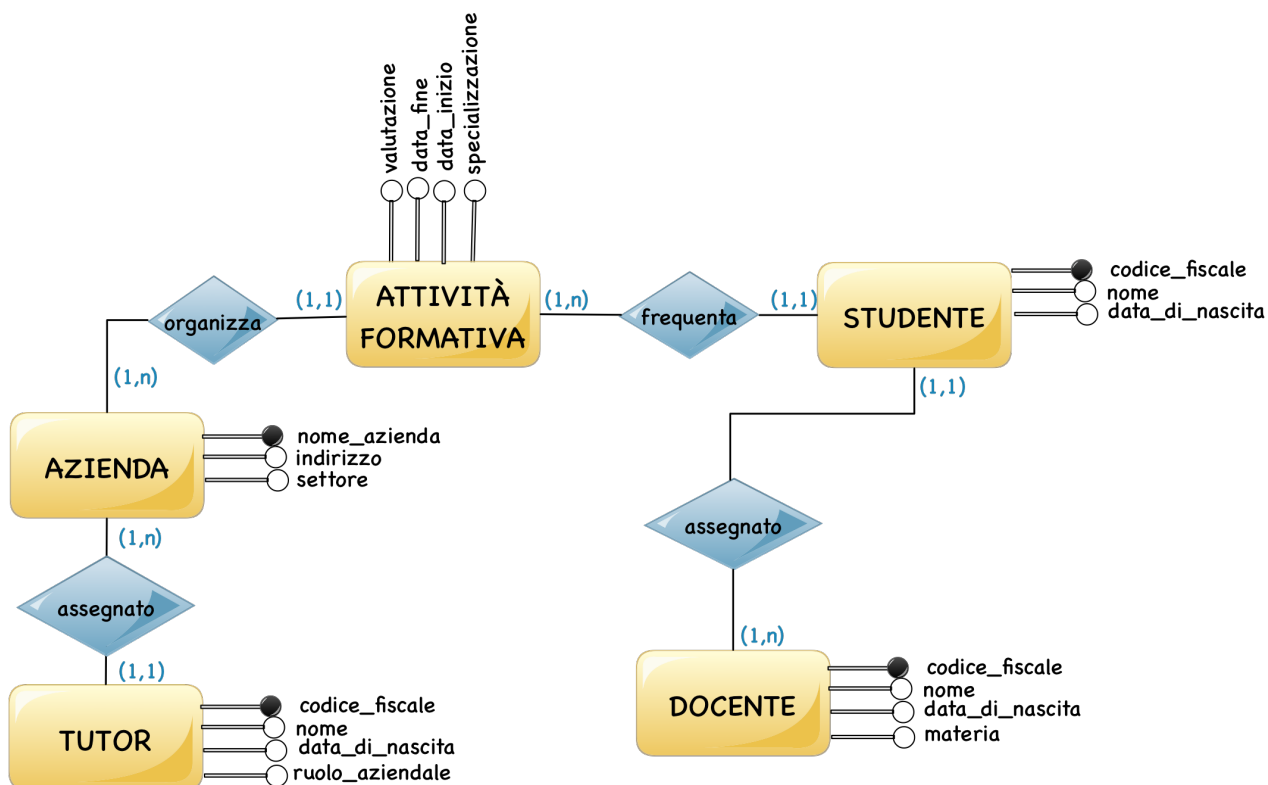 valutazione
data_fine
data_inizio
specializzazione
organizza
(1,1)
ATTIVITÀ
FORMATIVA
(1,n)
frequenta
(1,1)
STUDENTE
codice_fiscale
nome
data_di_nascita
(1,n)
(1,1)
AZIENDA
nome_azienda
indirizzo
settore
(1,n)
assegnato
assegnato
(1,1)
(1,n)
TUTOR
codice_fiscale
nome
data_di_nascita
ruolo_aziendale
DOCENTE
codice_fiscale
nome
data_di_nascita
materia